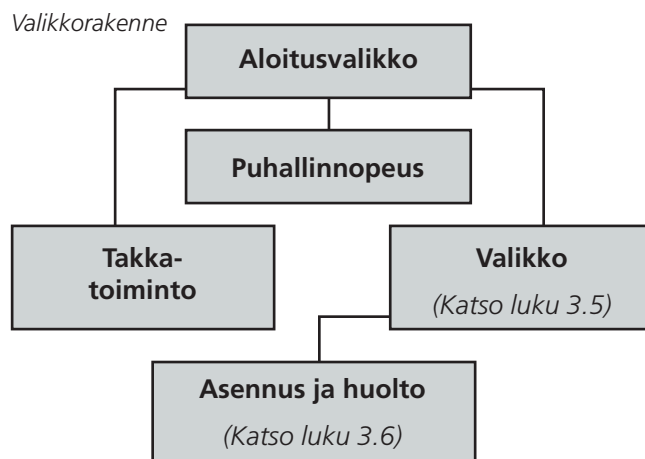 Valikkorakenne
Aloitusvalikko
Puhallinnopeus
Takka-
toiminto
Valikko
(Katso luku 3.5)
Asennus ja huolto
(Katso luku 3.6)